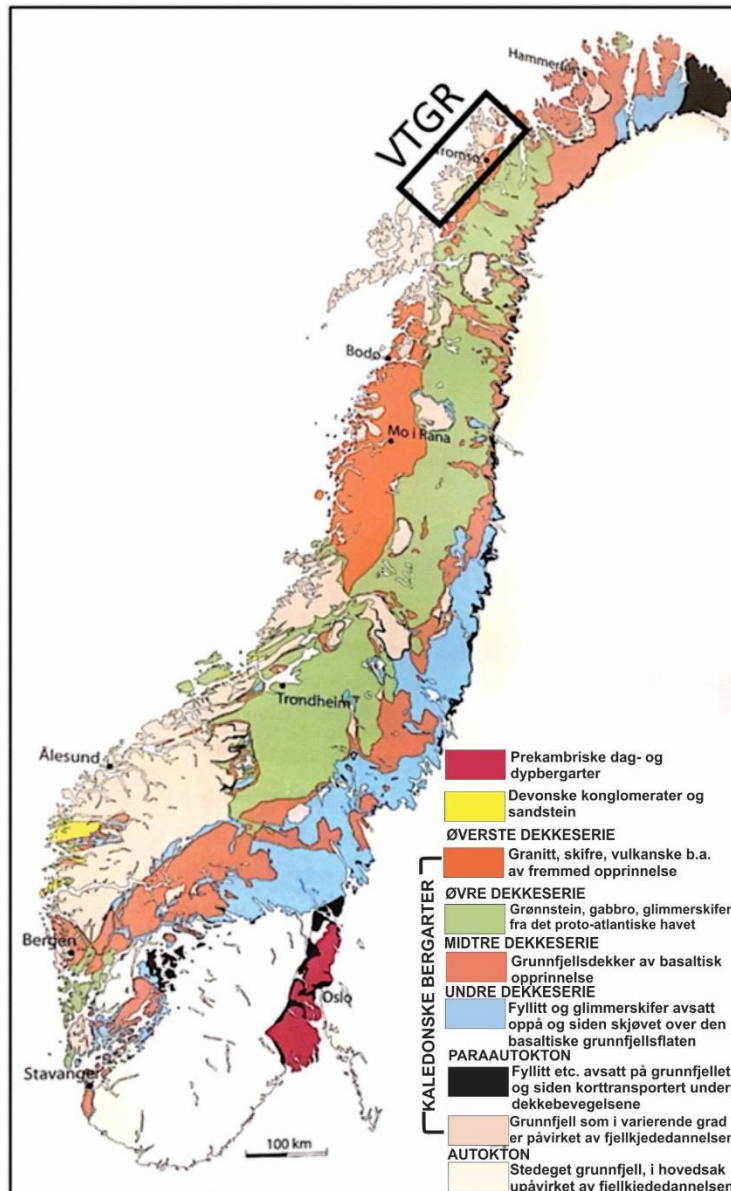 Hammerfest
VTGR
Tromsø
Bodø
Mo i Rana
Trondheim
Ålesund
Bergen
Oslo
Stavanger
100 km
Prekambriske dag- og
dypbergarter
Devonske konglomerater og
sandstein
ØVERSTE DEKKESERIE
Granitt, skifre, vulkanske b.a.
av fremmed opprinnelse
ØVRE DEKKESERIE
Grønnstein, gabbro, glimmerskifer
fra det proto-atlantiske havet
MIDTRE DEKKESERIE
Grunnfjellsdekker av basaltisk
opprinnelse
UNDRE DEKKESERIE
Fyllitt og glimmerskifer avsatt
oppå og siden skjøvet over den
basaltiske grunnfjellsflaten
PARAAUTOKTON
Fyllitt etc. avsatt på grunnfjellet
og siden korttransportert under
dekkebevegelsene
Grunnfjell som i varierende grad
er påvirket av fjellkjededannelsen
AUTOKTON
Stedeget grunnfjell, i hovedsak
upåvirket av fjellkjededannelsen
KALEDONSKE BERGARTER